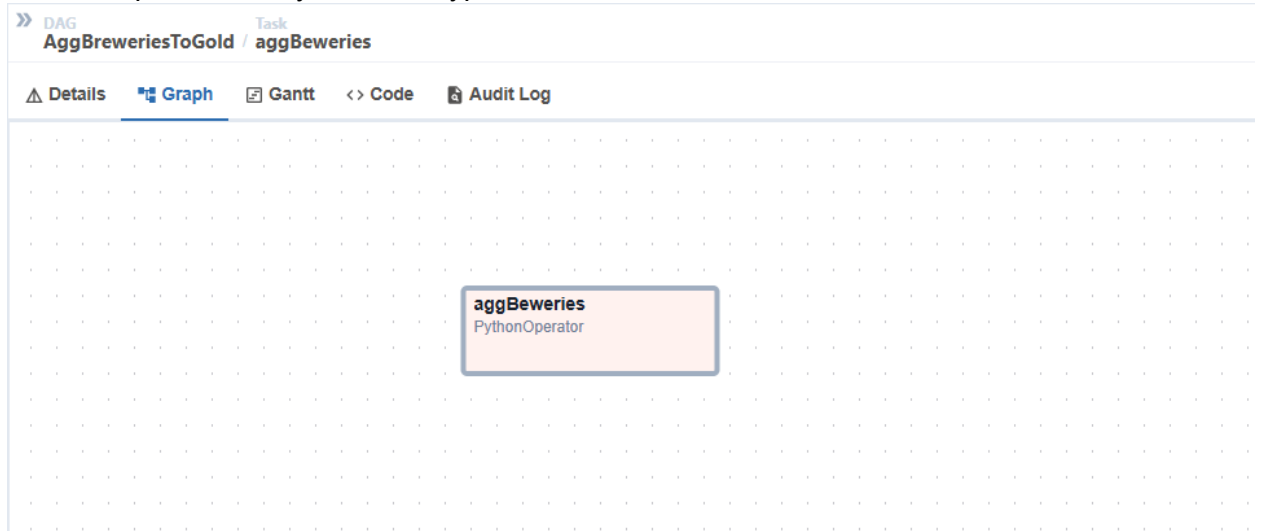 DAG Task
AggBreweriesToGold / aggBeweries
Details Graph Gantt <> Code Audit Log
aggBeweries
PythonOperator